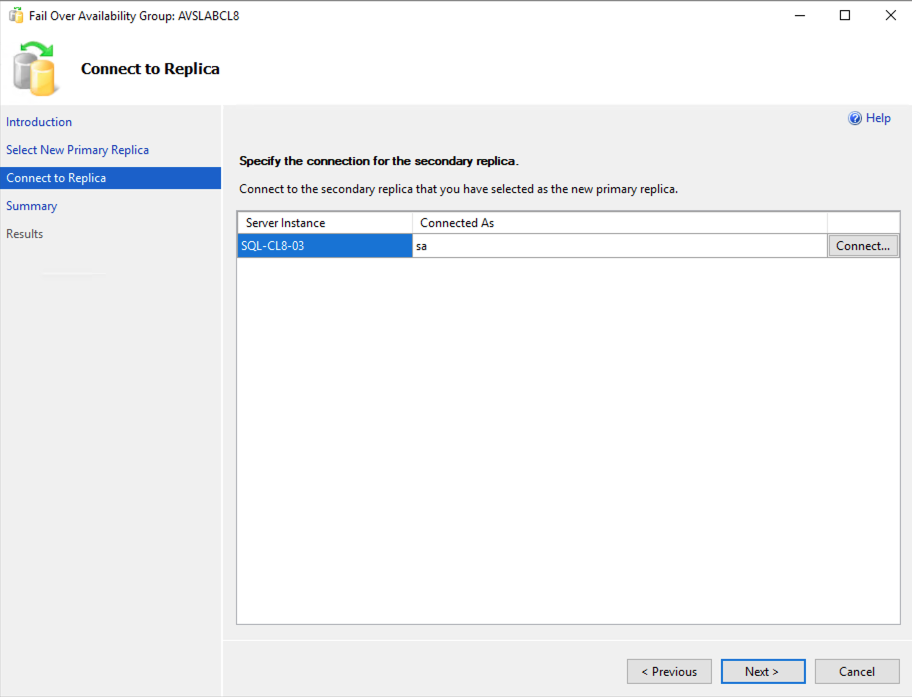 Fail Over Availability Group: AVSLABCL8
Connect to Replica
Introduction
Select New Primary Replica
Connect to Replica
Summary
Results
Help
Specify the connection for the secondary replica.
Connect to the secondary replica that you have selected as the new primary replica.
Server Instance Connected As
SQL-CL8-03 sa Connect...
< Previous Next > Cancel